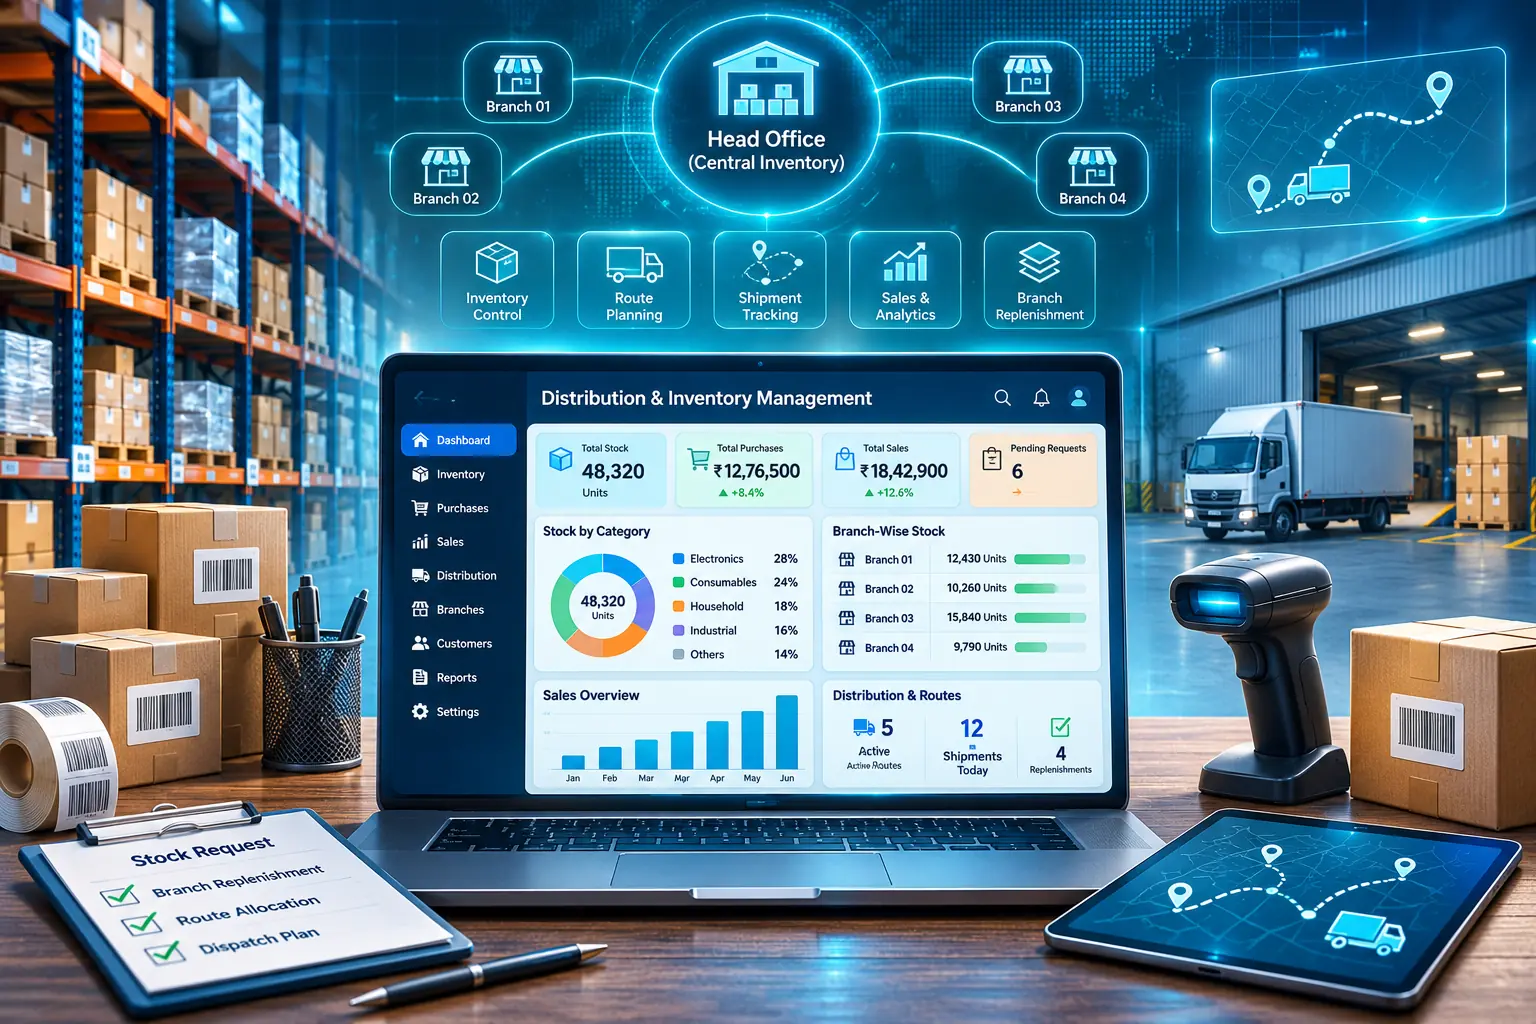 Branch 01
Branch 02
Head Office
(Central Inventory)
Branch 03
Branch 04
Inventory
Control
Route
Planning
Shipment
Tracking
Sales &
Analytics
Branch
Replenishment
Distribution & Inventory Management
Dashboard
Inventory
Purchases
Sales
Distribution
Branches
Customers
Reports
Settings
Total Stock
48,320
Units
Total Purchases
₹12,76,500
▲ +8.4%
Total Sales
₹18,42,900
▲ +12.6%
Pending Requests
6
Stock by Category
48,320
Units
Electronics 28%
Consumables 24%
Household 18%
Industrial 16%
Others 14%
Branch-Wise Stock
Branch 01 12,430 Units
Branch 02 10,260 Units
Branch 03 15,840 Units
Branch 04 9,790 Units
Sales Overview
Jan Feb Mar Mar Apr May Jun
Distribution & Routes
5
Active
Active Routes
12
Shipments
Today
4
Replenishments
Stock Request
Branch Replenishment
Route Allocation
Dispatch Plan